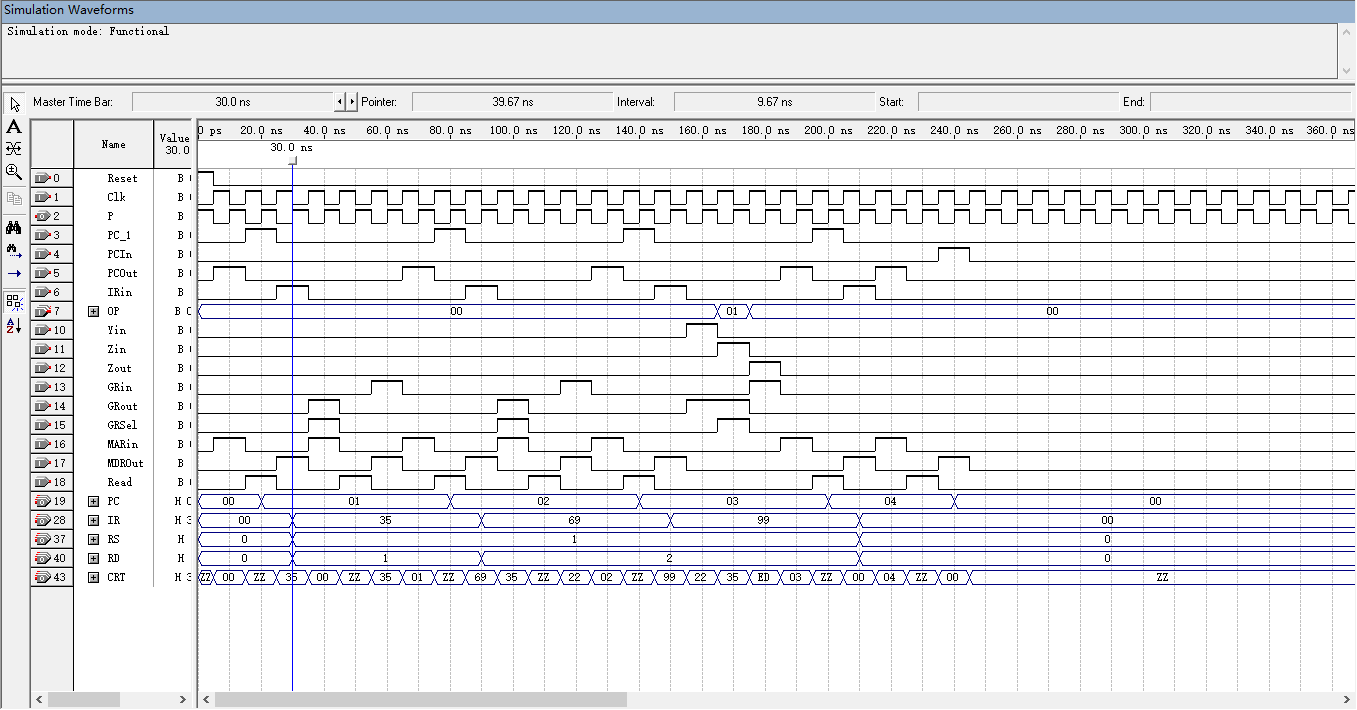 Simulation Waveforms
Simulation mode: Functional
Master Time Bar: 30.0 ns Pointer: 39.67 ns Interval: 9.67 ns Start: End:
Name Value 30.0
0 ps 20.0 ns 40.0 ns 60.0 ns 80.0 ns 100.0 ns 120.0 ns 140.0 ns 160.0 ns 180.0 ns 200.0 ns 220.0 ns 240.0 ns 260.0 ns 280.0 ns 300.0 ns 320.0 ns 340.0 ns 360.0 ns
30.0 ns
0 Reset B
1 Clk B
2 P B
3 PC_1 B
4 PCIn B
5 PCOut B
6 IRin B
7 OP B 00 01 00
10 Yin B
11 Zin B
12 Zout B
13 GRin B
14 GRout B
15 GRSel B
16 MARin B
17 MDROut B
18 Read B
19 PC H 00 01 02 03 04 00
28 IR H 3 00 35 69 99 00
37 RS H 0 1 0
40 RD H 0 1 2 0
43 CRT H 3 ZZ 00 ZZ 35 00 ZZ 35 01 ZZ 69 35 ZZ 22 02 ZZ 99 22 35 ED 03 ZZ 00 04 ZZ 00 ZZ